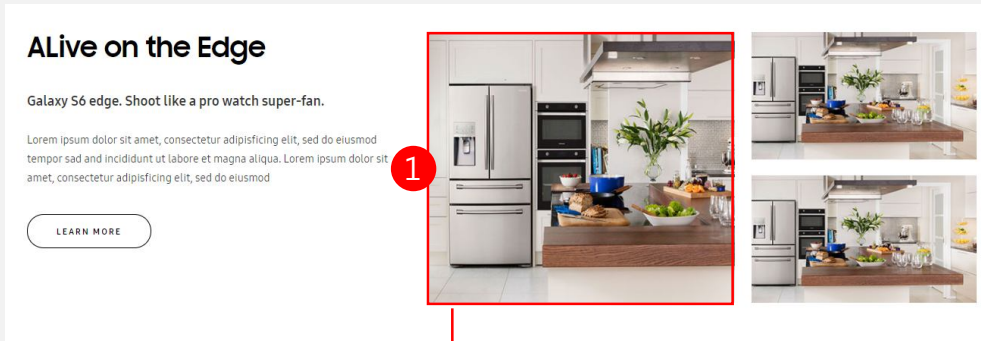 ALive on the Edge
Galaxy S6 edge. Shoot like a pro watch super-fan.
Lorem ipsum dolor sit amet, consectetur adipisficing elit, sed do eiusmod
tempor sad and incididunt ut labore et magna aliqua. Lorem ipsum dolor sit
amet, consectetur adipisficing elit, sed do eiusmod
LEARN MORE
1